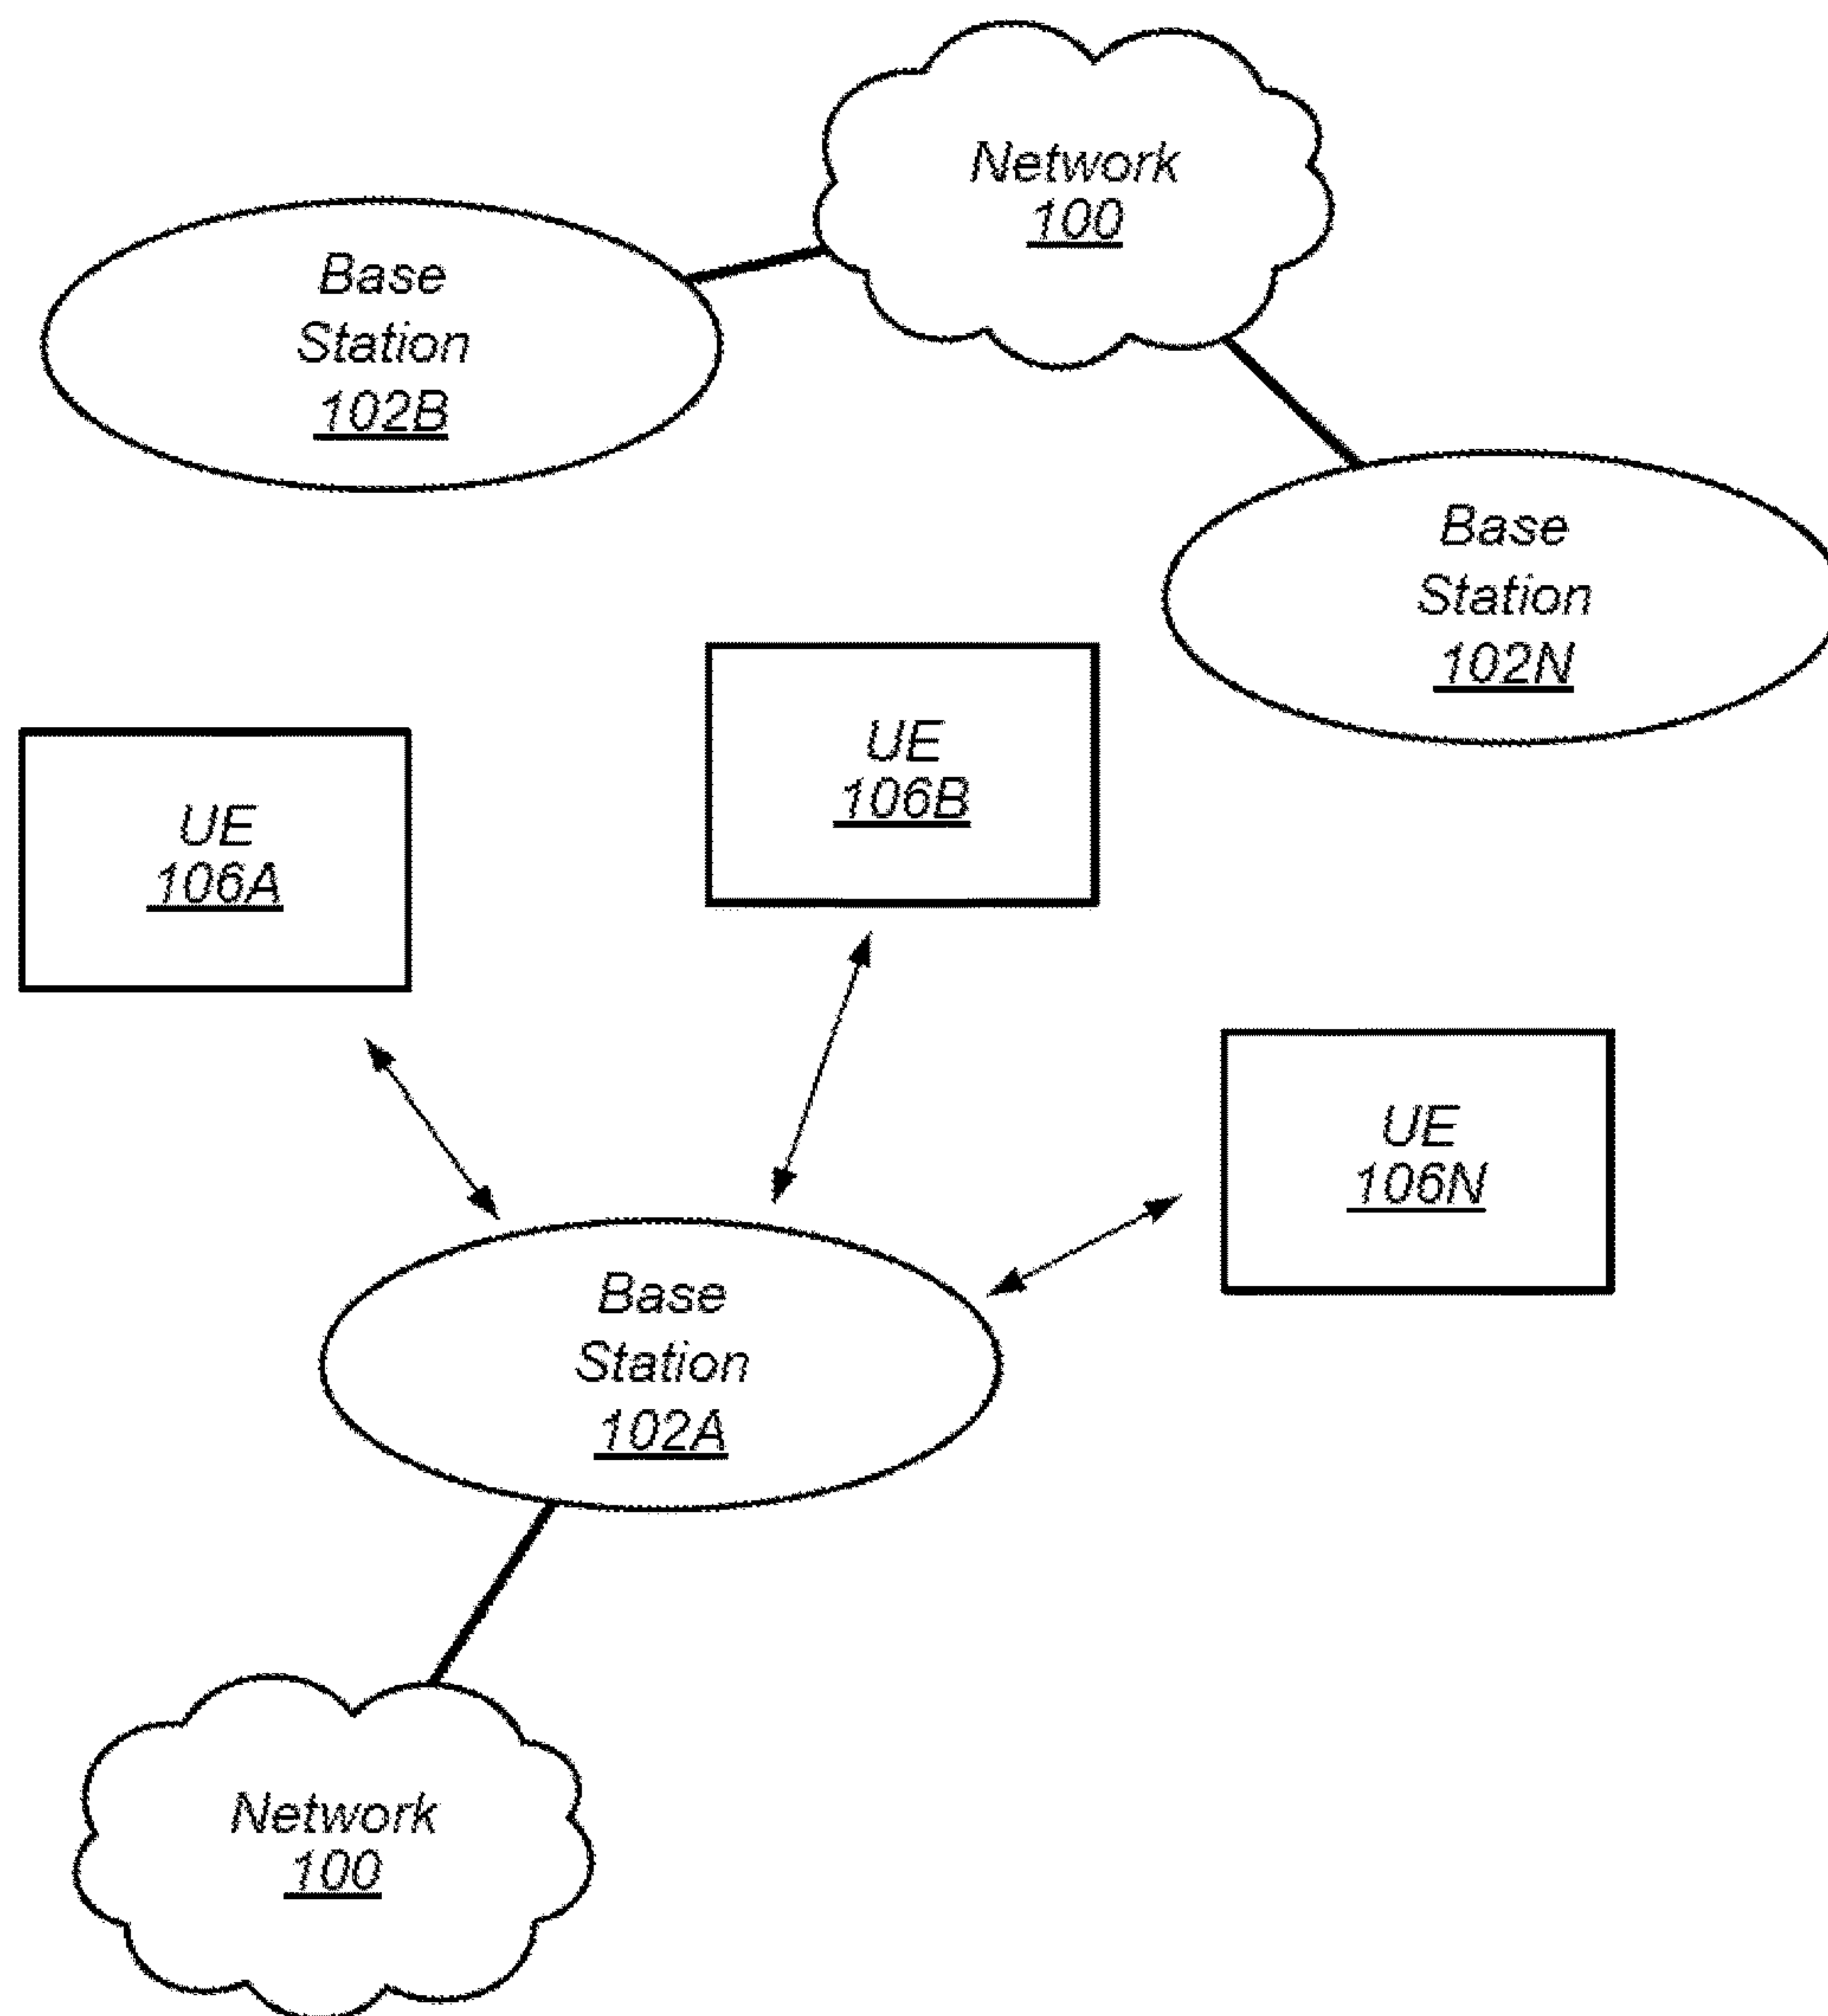 Network
100
Base
Station
102B
Base
Station
102N
UE
106B
UE
106A
UE
106N
Base
Station
102A
Network
100